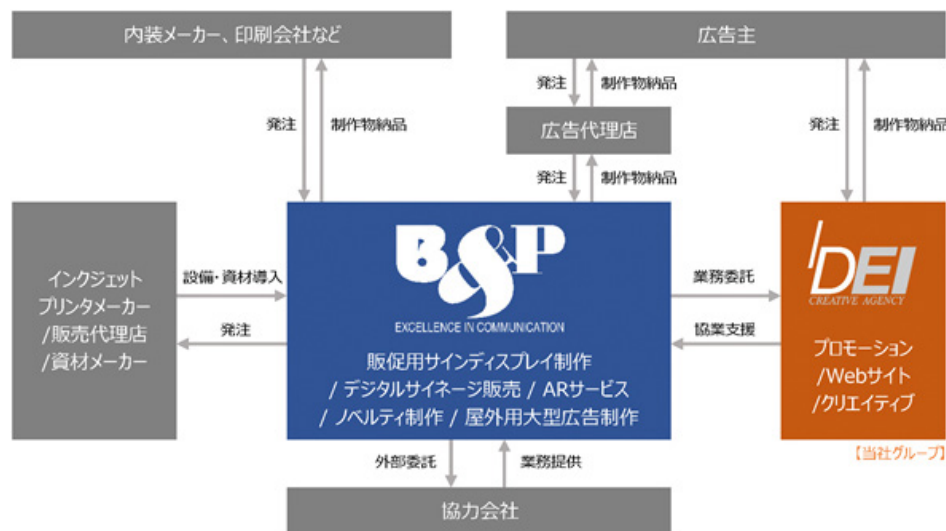 内装メーカー、印刷会社など
広告主
発注
制作物納品
広告代理店
発注
制作物納品
発注
制作物納品
発注
制作物納品
インクジェット
プリンタメーカー
/販売代理店
/資材メーカー
設備・資材導入
発注
B&P
EXCELLENCE IN COMMUNICATION
販促用サインディスプレイ制作
/ デジタルサイネージ販売 / ARサービス
/ ノベルティ制作 / 屋外用大型広告制作
業務委託
協業支援
IDEI
CREATIVE AGENCY
プロモーション
/Webサイト
/クリエイティブ
【当社グループ】
外部委託
業務提供
協力会社